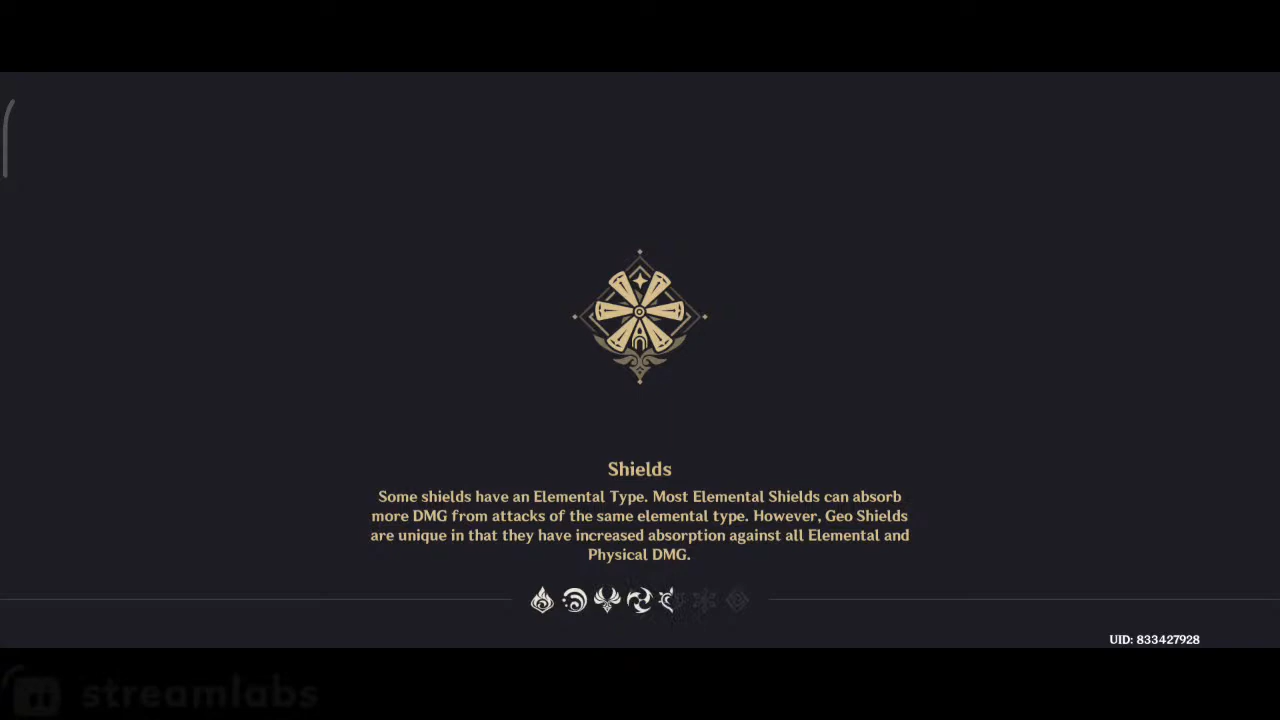 Shields
Some shields have an Elemental Type. Most Elemental Shields can absorb
more DMG from attacks of the same elemental type. However, Geo Shields
are unique in that they have increased absorption against all Elemental and
Physical DMG.
UID: 833427928
streamlabs